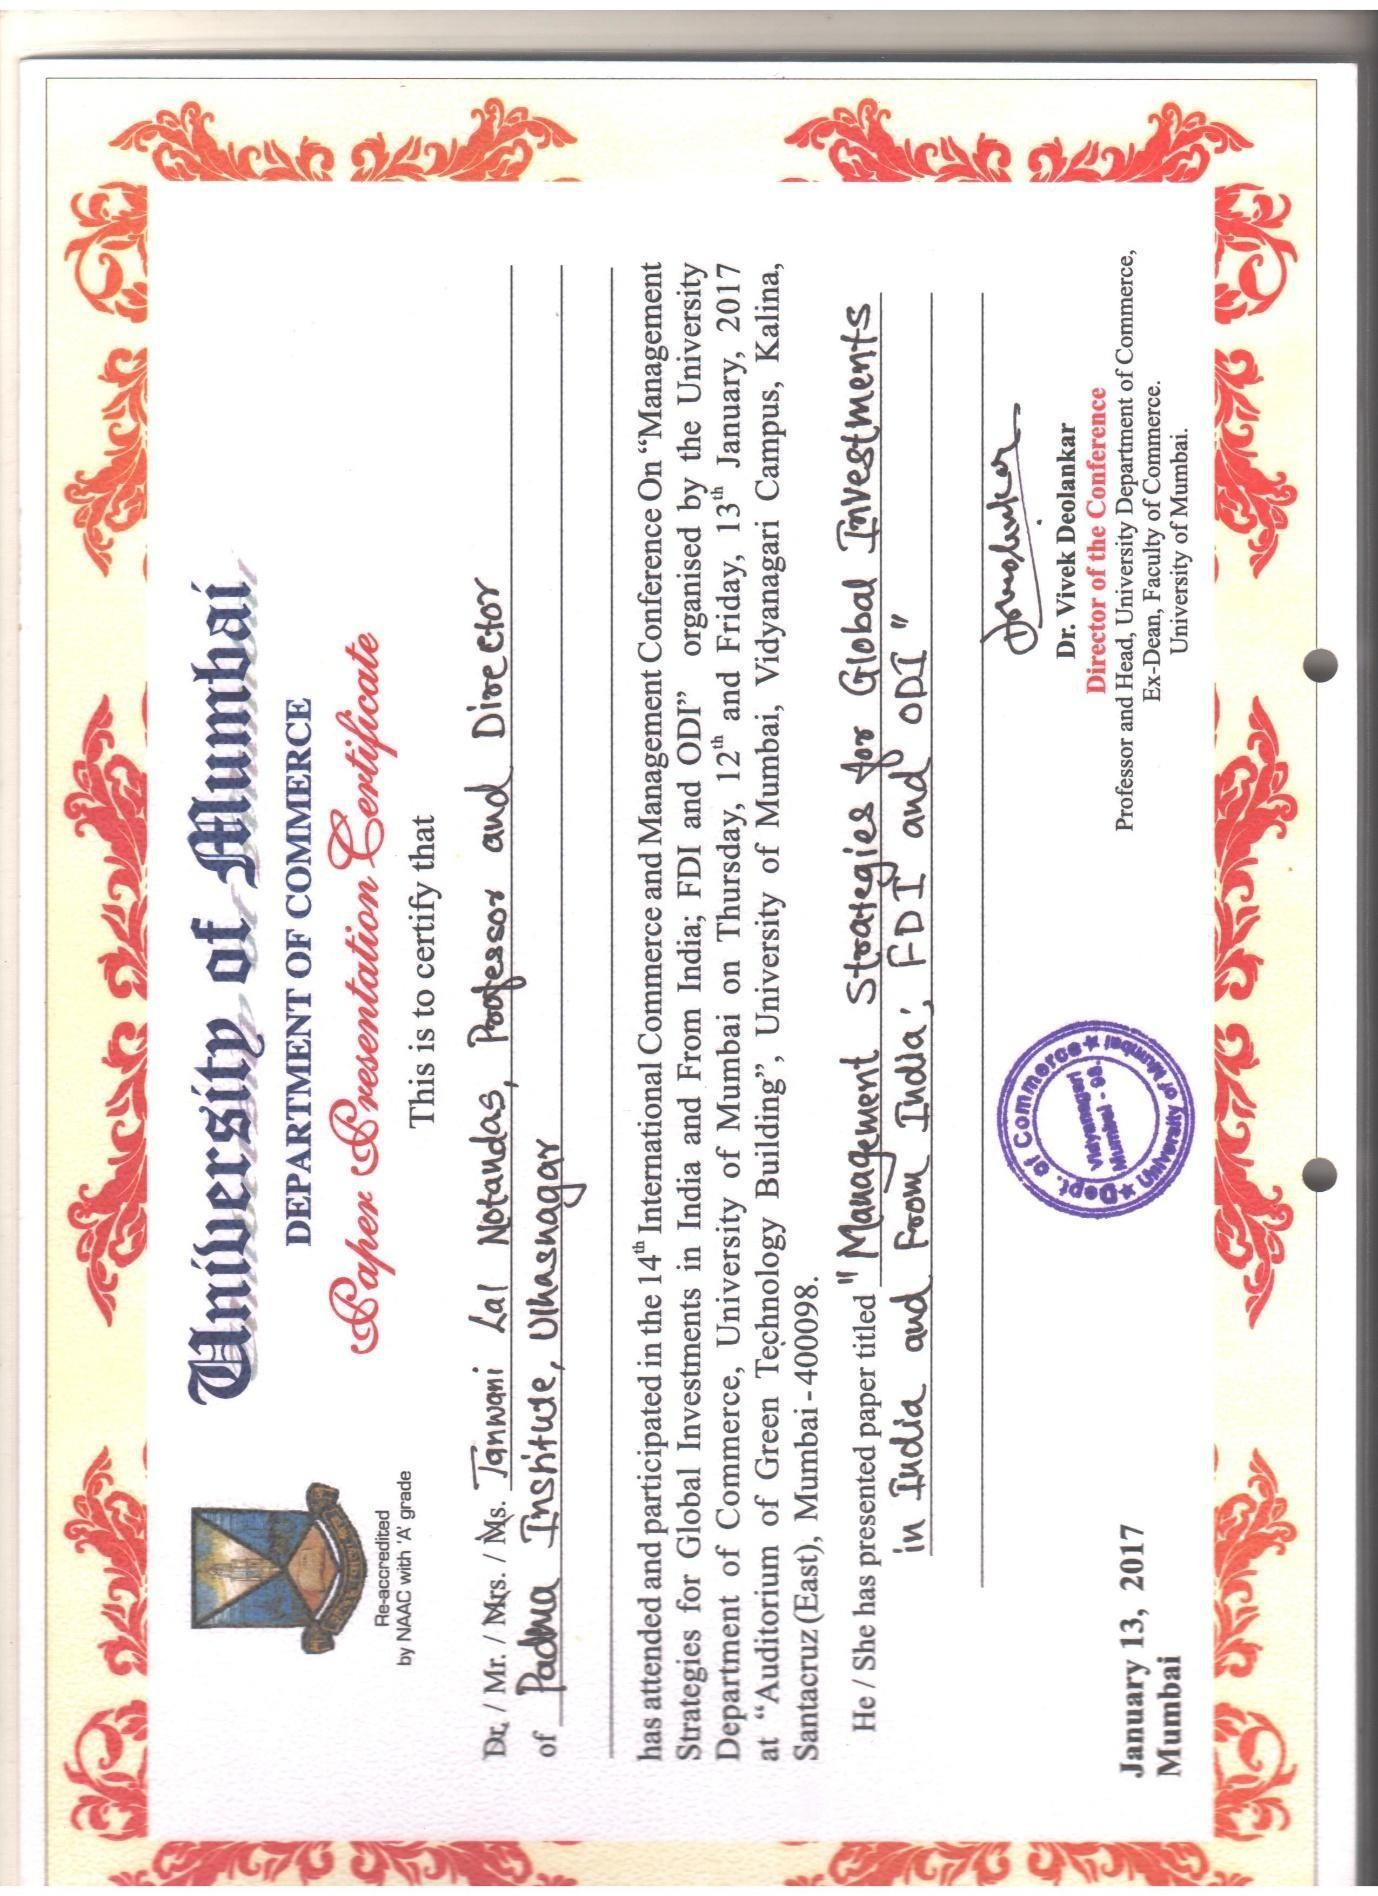 University of Mumbai
DEPARTMENT OF COMMERCE
Paper Presentation Certificate
Re-accredited
by NAAC with 'A' grade
This is to certify that
Dr. / Mr. / Mrs. / Ms. Tanwani Lal Notandas, Professor and Director
of Padma Institute, Ulhasnagar
has attended and participated in the 14th International Commerce and Management Conference On “Management
Strategies for Global Investments in India and From India; FDI and ODI” organised by the University
Department of Commerce, University of Mumbai on Thursday, 12th and Friday, 13th January, 2017
at “Auditorium of Green Technology Building”, University of Mumbai, Vidyanagari Campus, Kalina,
Santacruz (East), Mumbai - 400098.
He / She has presented paper titled "Management Strategies for Global Investments
in India and From India; FDI and ODI"
Dept. of Commerce ★ University of Mumbai ★
Vidyanagari
Mumbai - 98.
Dr. Vivek Deolankar
Director of the Conference
Professor and Head, University Department of Commerce,
Ex-Dean, Faculty of Commerce.
University of Mumbai.
January 13, 2017
Mumbai